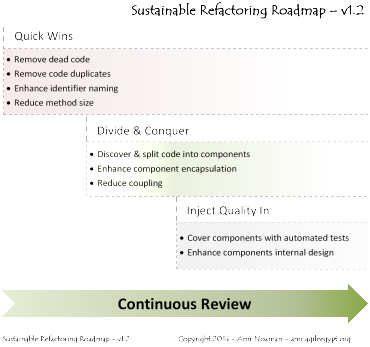 Sustainable Refactoring Roadmap – v1.2
Quick Wins
• Remove dead code
• Remove code duplicates
• Enhance identifier naming
• Reduce method size
Divide & Conquer
• Discover & split code into components
• Enhance component encapsulation
• Reduce coupling
Inject Quality In
• Cover components with automated tests
• Enhance components internal design
Continuous Review
Sustainable Refactoring Roadmap – v1.2
Copyright – Amr Noaman – amr.agileegypt.org